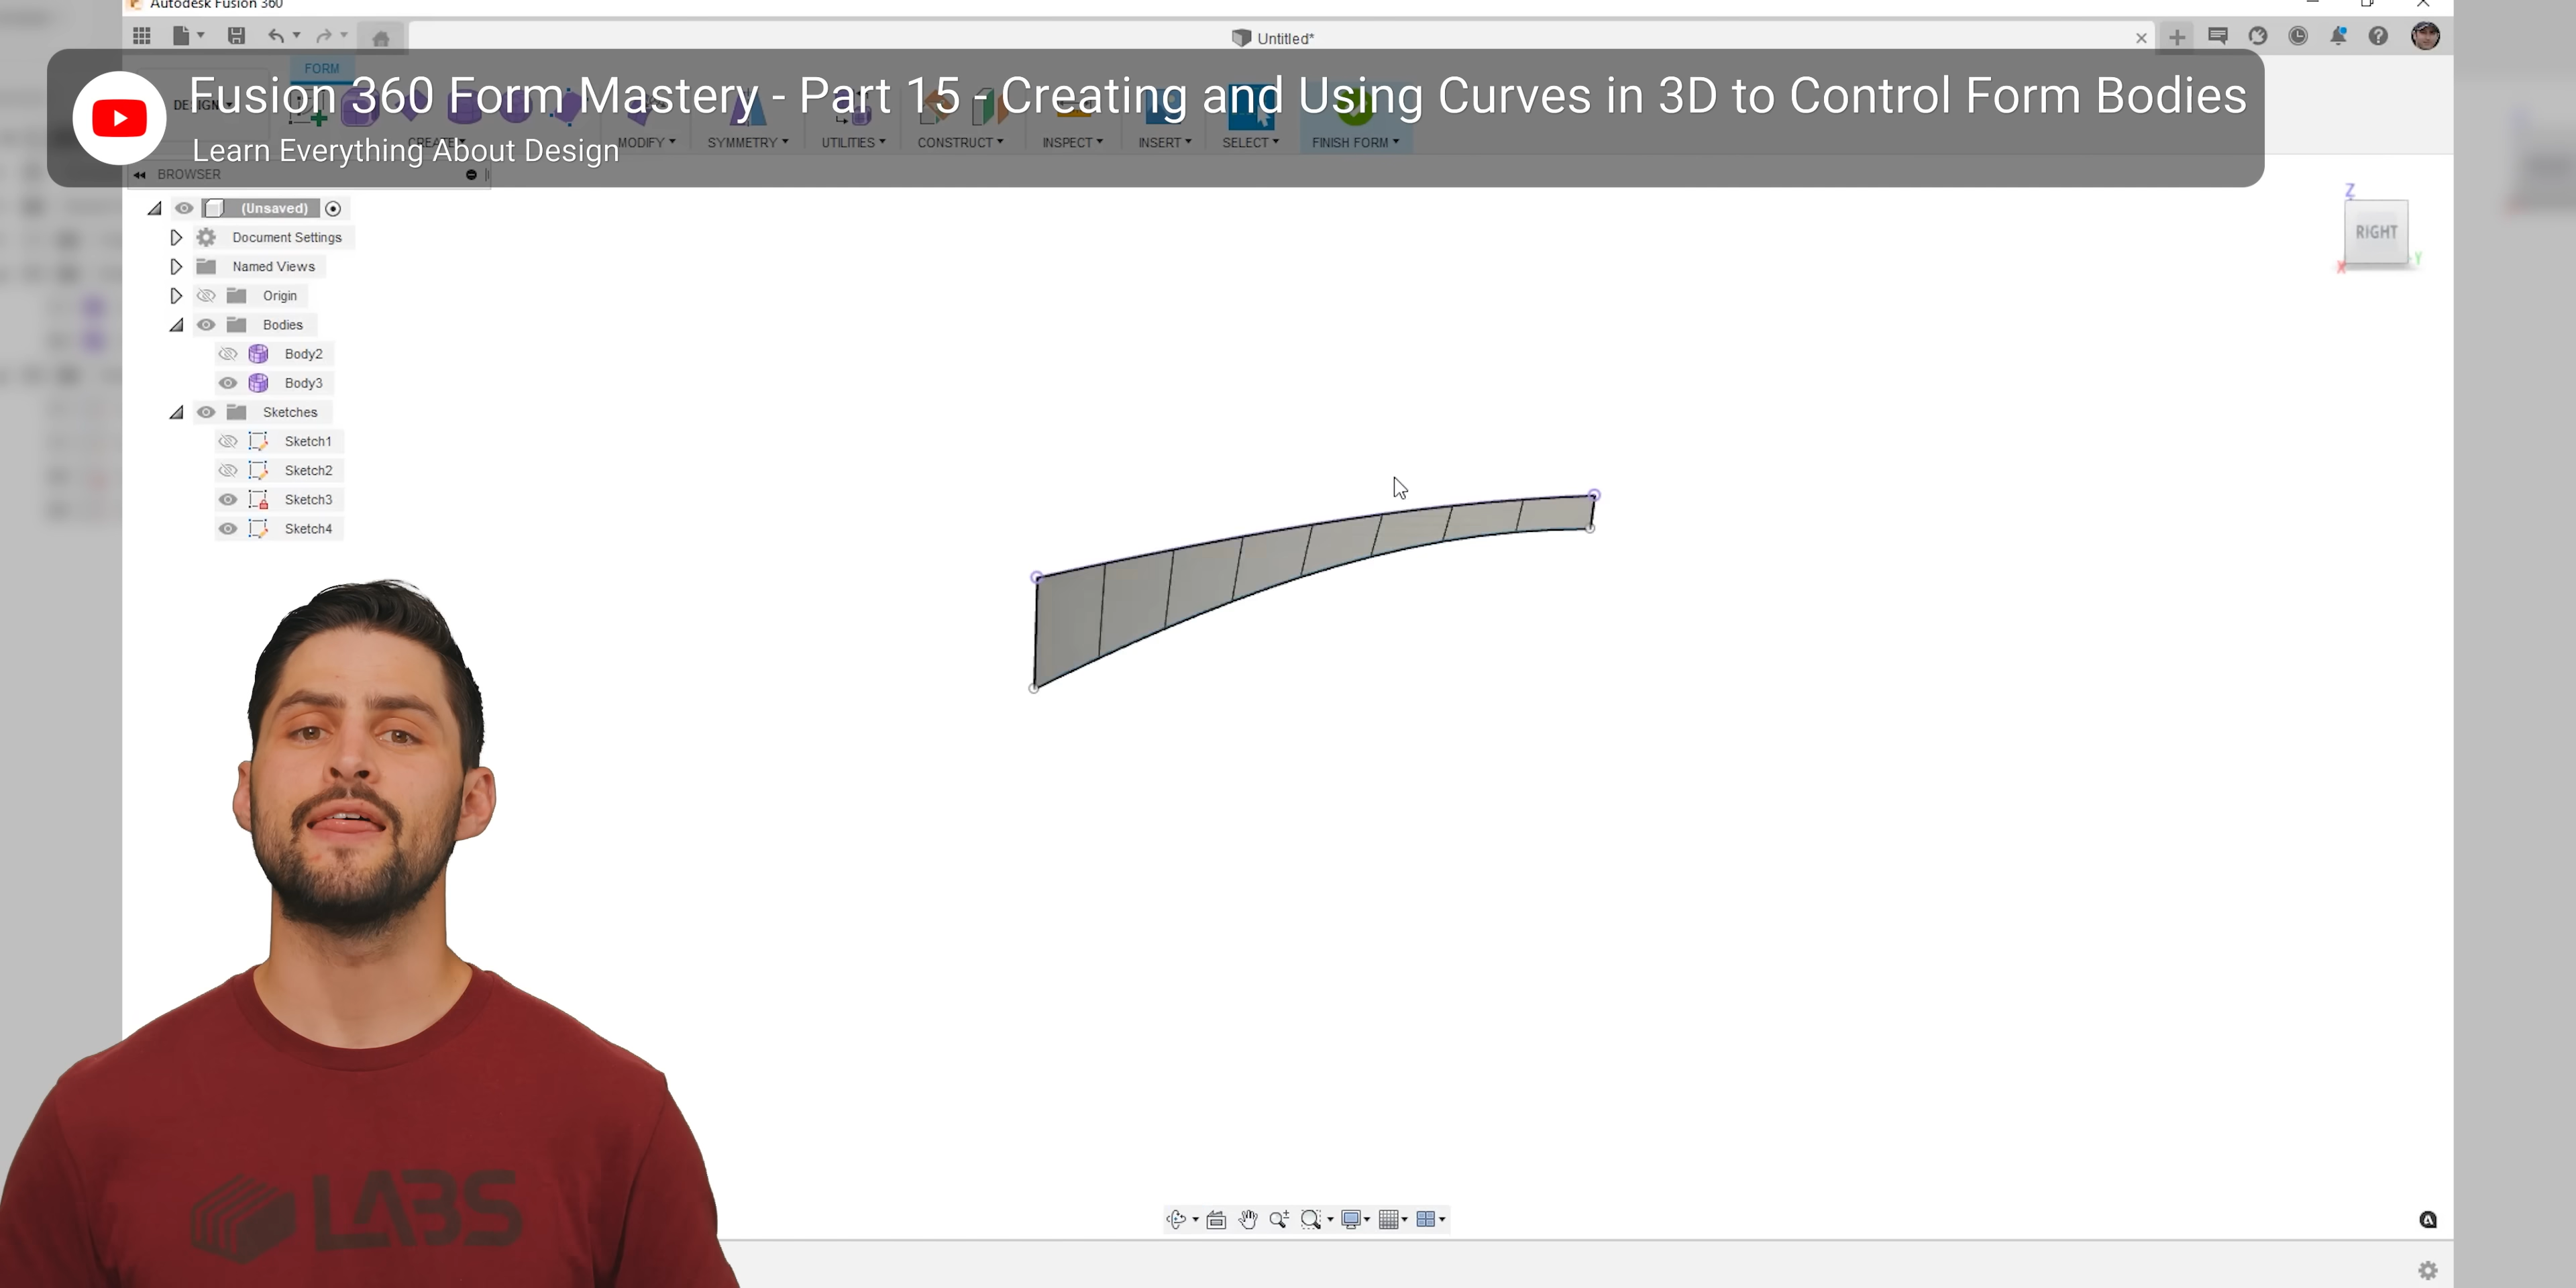 Autodesk Fusion 360
Untitled*
FORM
Fusion 360 Form Mastery - Part 15 - Creating and Using Curves in 3D to Control Form Bodies
Learn Everything About Design
MODIFY
SYMMETRY
UTILITIES
CONSTRUCT
INSPECT
INSERT
SELECT
FINISH FORM
BROWSER
(Unsaved)
Document Settings
Named Views
Origin
Bodies
Body2
Body3
Sketches
Sketch1
Sketch2
Sketch3
Sketch4
Z
RIGHT
X
Y
LABS